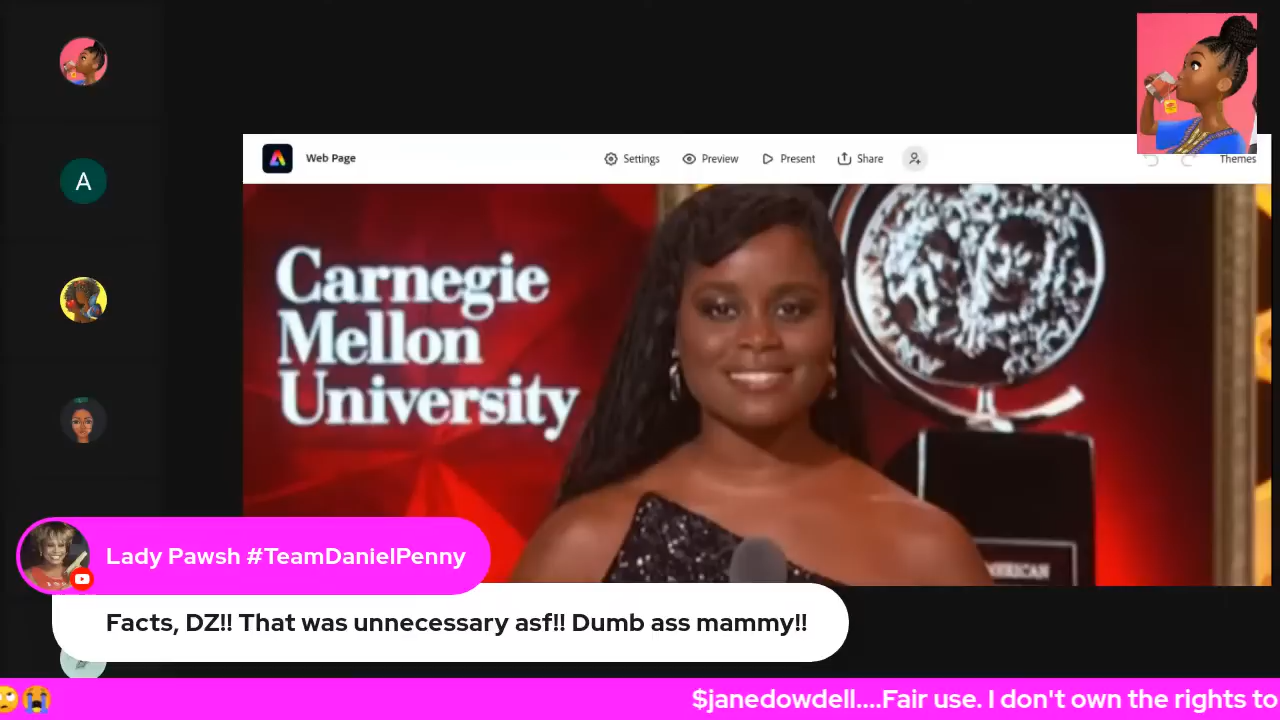 Web Page
Settings
Preview
Present
Share
Themes
A
Carnegie
Mellon
University
Lady Pawsh #TeamDanielPenny
Facts, DZ!! That was unnecessary asf!! Dumb ass mammy!!
$janedowdell....Fair use. I don't own the rights to